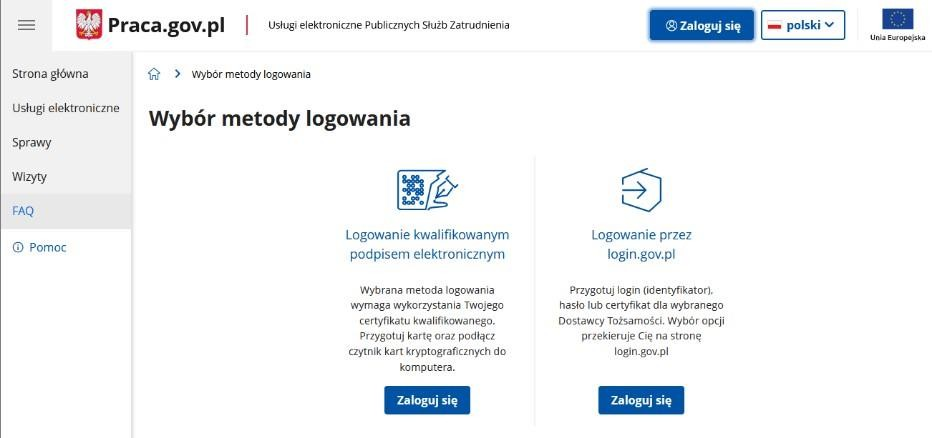 Praca.gov.pl
Usługi elektroniczne Publicznych Służb Zatrudnienia
Zaloguj się
polski
Unia Europejska
Strona główna
Usługi elektroniczne
Sprawy
Wizyty
FAQ
Pomoc
Wybór metody logowania
Wybór metody logowania
Logowanie kwalifikowanym
podpisem elektronicznym
Wybrana metoda logowania
wymaga wykorzystania Twojego
certyfikatu kwalifikowanego.
Przygotuj kartę oraz podłącz
czytnik kart kryptograficznych do
komputera.
Zaloguj się
Logowanie przez
login.gov.pl
Przygotuj login (identyfikator),
hasło lub certyfikat dla wybranego
Dostawcy Tożsamości. Wybór opcji
przekieruje Cię na stronę
login.gov.pl
Zaloguj się